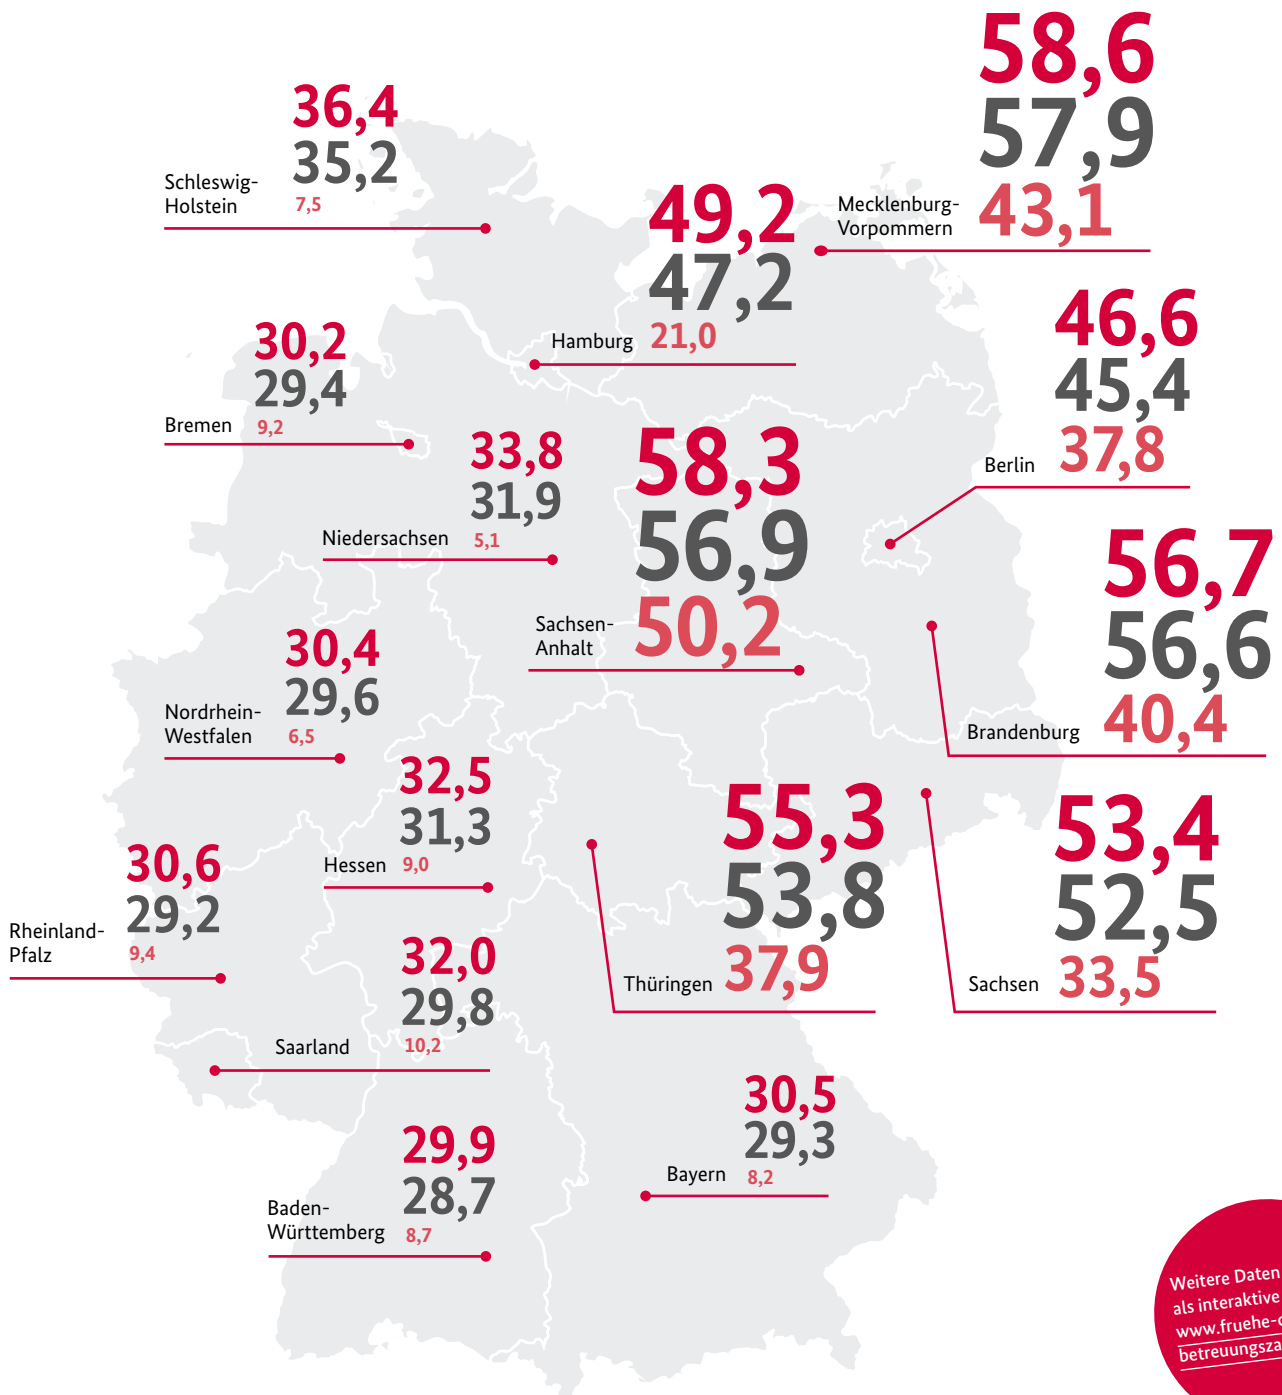 58,6
57,9
Mecklenburg-
Vorpommern
43,1
36,4
35,2
Schleswig-
Holstein
7,5
49,2
47,2
Hamburg
21,0
46,6
45,4
Berlin
37,8
30,2
29,4
Bremen
9,2
33,8
31,9
Niedersachsen
5,1
58,3
56,9
Sachsen-
Anhalt
50,2
56,7
56,6
Brandenburg
40,4
30,4
29,6
Nordrhein-
Westfalen
6,5
32,5
31,3
Hessen
9,0
55,3
53,8
Thüringen
37,9
53,4
52,5
Sachsen
33,5
30,6
29,2
Rheinland-
Pfalz
9,4
32,0
29,8
Saarland
10,2
30,5
29,3
Bayern
8,2
29,9
28,7
Baden-
Württemberg
8,7
Weitere Daten
als interaktive
www.fruehe-
betreuungsza